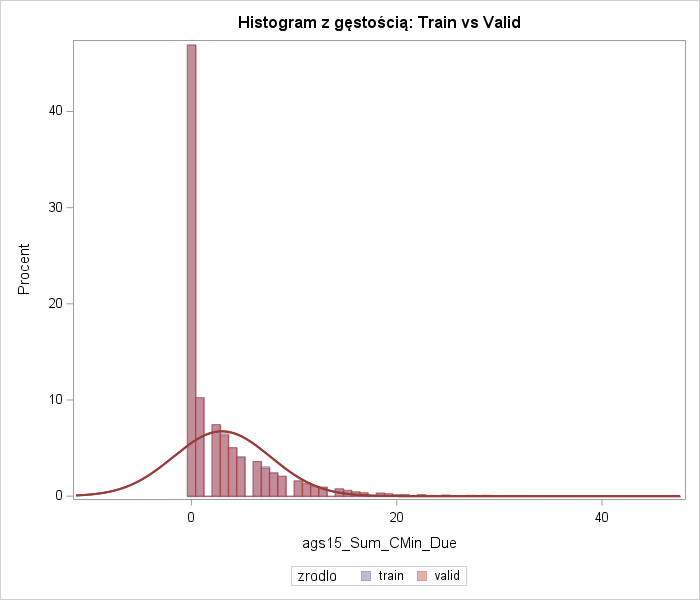 Histogram z gęstością: Train vs Valid
40
30
20
10
0
Procent
0 20 40
ags15_Sum_CMin_Due
zrodlo train valid